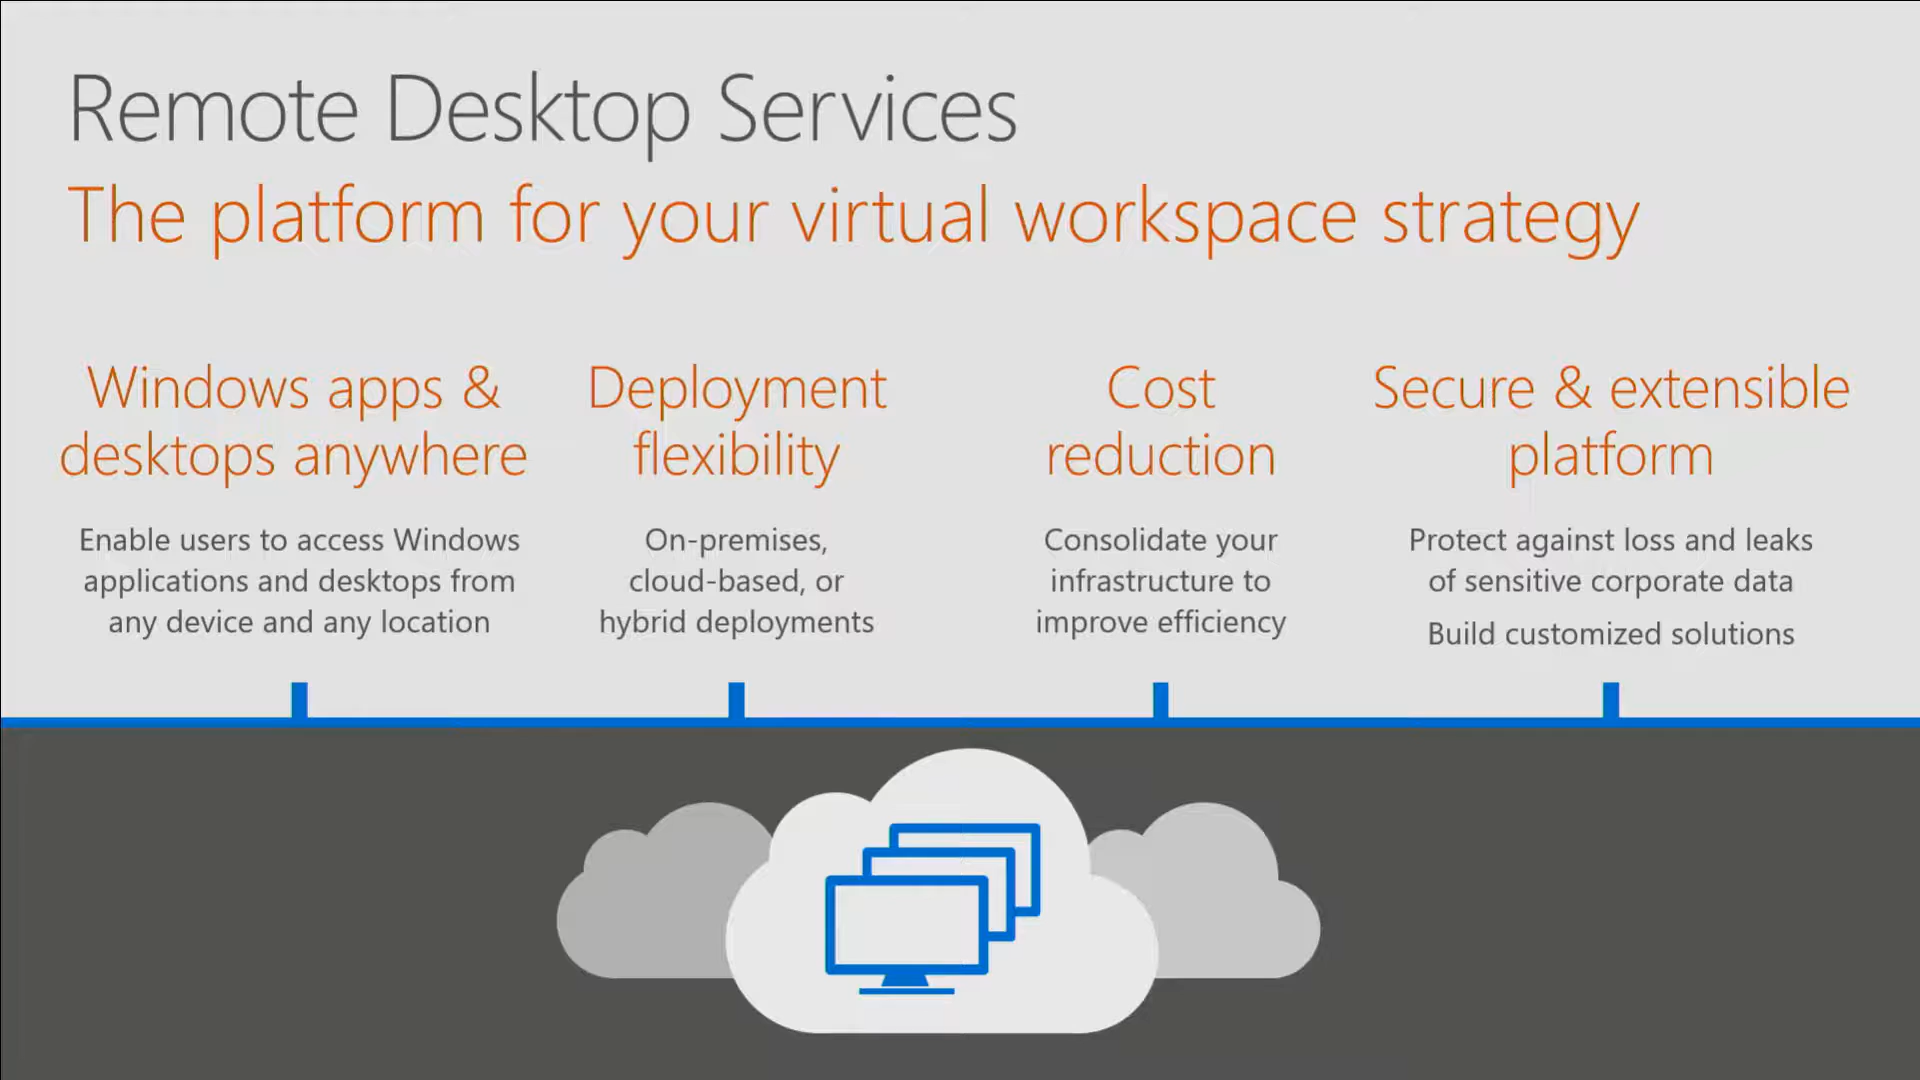 Remote Desktop Services
The platform for your virtual workspace strategy
Windows apps &
desktops anywhere
Enable users to access Windows
applications and desktops from
any device and any location
Deployment
flexibility
On-premises,
cloud-based, or
hybrid deployments
Cost
reduction
Consolidate your
infrastructure to
improve efficiency
Secure & extensible
platform
Protect against loss and leaks
of sensitive corporate data
Build customized solutions